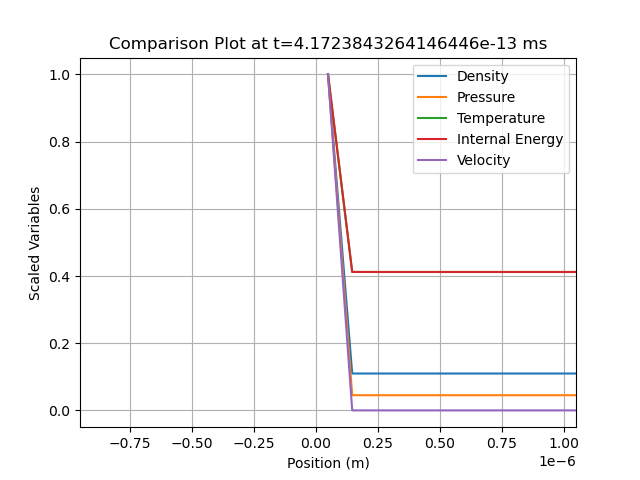 Comparison Plot at t=4.1723843264146446e-13 ms
Density
Pressure
Temperature
Internal Energy
Velocity
Scaled Variables
1.0
0.8
0.6
0.4
0.2
0.0
−0.75 −0.50 −0.25 0.00 0.25 0.50 0.75 1.00
1e−6
Position (m)